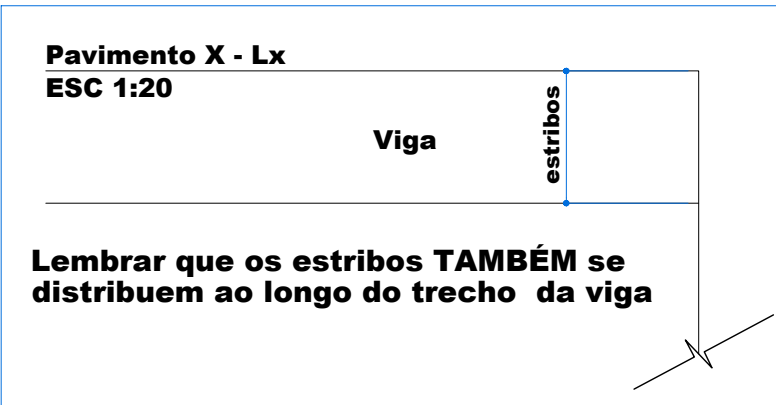 Pavimento X - Lx
ESC 1:20
Viga
estribos
Lembrar que os estribos TAMBÉM se
distribuem ao longo do trecho  da viga